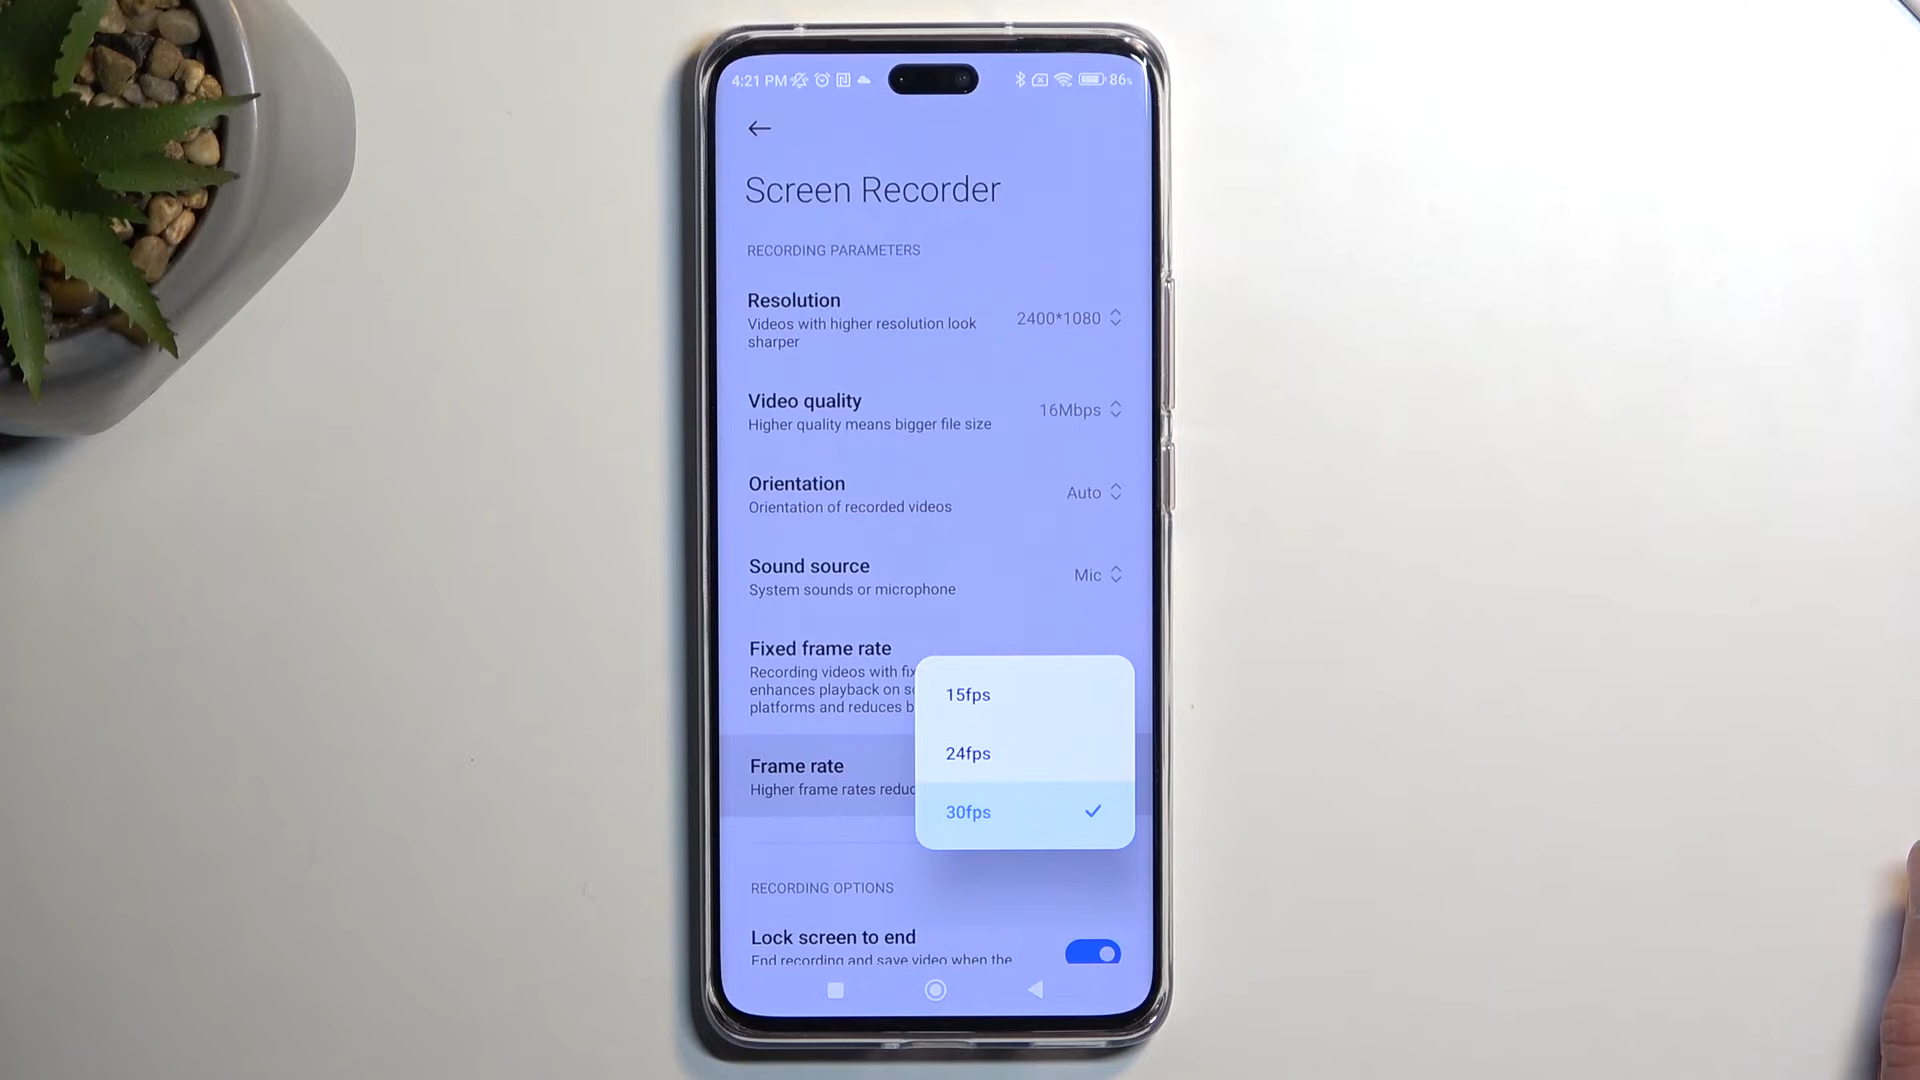 4:21 PM 86%
Screen Recorder
RECORDING PARAMETERS
Resolution
Videos with higher resolution look
sharper
2400*1080
Video quality
Higher quality means bigger file size
16Mbps
Orientation
Orientation of recorded videos
Auto
Sound source
System sounds or microphone
Mic
Fixed frame rate
Recording videos with fix
enhances playback on s
platforms and reduces b
15fps
24fps
30fps
Frame rate
Higher frame rates reduc
RECORDING OPTIONS
Lock screen to end
End recording and save video when the